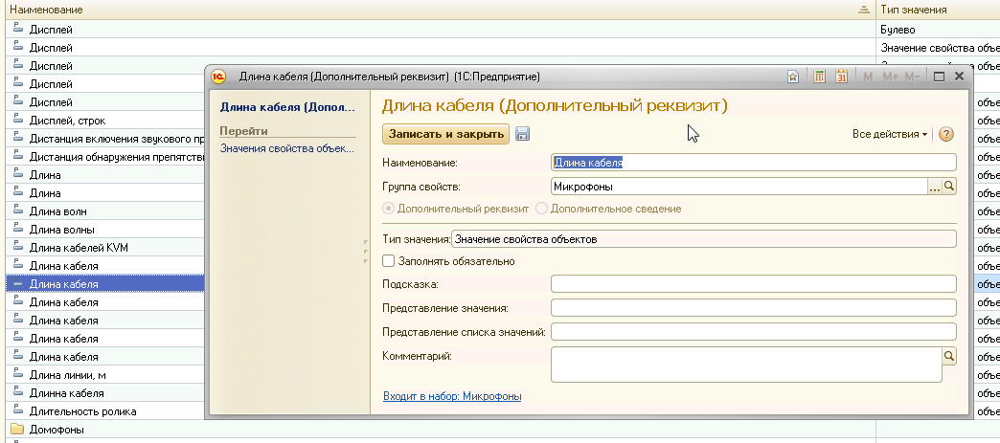 Наименование
Тип значения
Дисплей
Булево
Дисплей
Значение свойства объе
Дисплей
Дисплей
Дисплей
объе
Дисплей, строк
объе
Дистанция включения звукового пр
объе
Дистанция обнаружения препятстви
объе
Длина
объе
Длина
объе
Длина волн
объе
Длина волны
объе
Длина кабелей KVM
объе
Длина кабеля
объе
Длина кабеля
объе
Длина кабеля
объе
Длина кабеля
объе
Длина кабеля
объе
Длина кабеля
объе
Длина линии, м
объе
Длинна кабеля
объе
Длительность ролика
объе
Домофоны
Длина кабеля (Дополнительный реквизит) (1С:Предприятие)
M M+ M-
Длина кабеля (Допол...
Перейти
Значения свойства объек...
Длина кабеля (Дополнительный реквизит)
Записать и закрыть
Все действия
Наименование: Длина кабеля
Группа свойств: Микрофоны ...
Дополнительный реквизит Дополнительное сведение
Тип значения: Значение свойства объектов
Заполнять обязательно
Подсказка:
Представление значения:
Представление списка значений:
Комментарий:
Входит в набор: Микрофоны